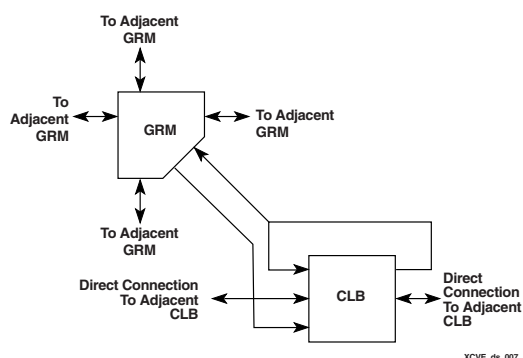 To Adjacent
GRM
To
Adjacent
GRM
GRM
To Adjacent
GRM
To Adjacent
GRM
Direct Connection
To Adjacent
CLB
CLB
Direct
Connection
To Adjacent
CLB
XCVE_ds_007